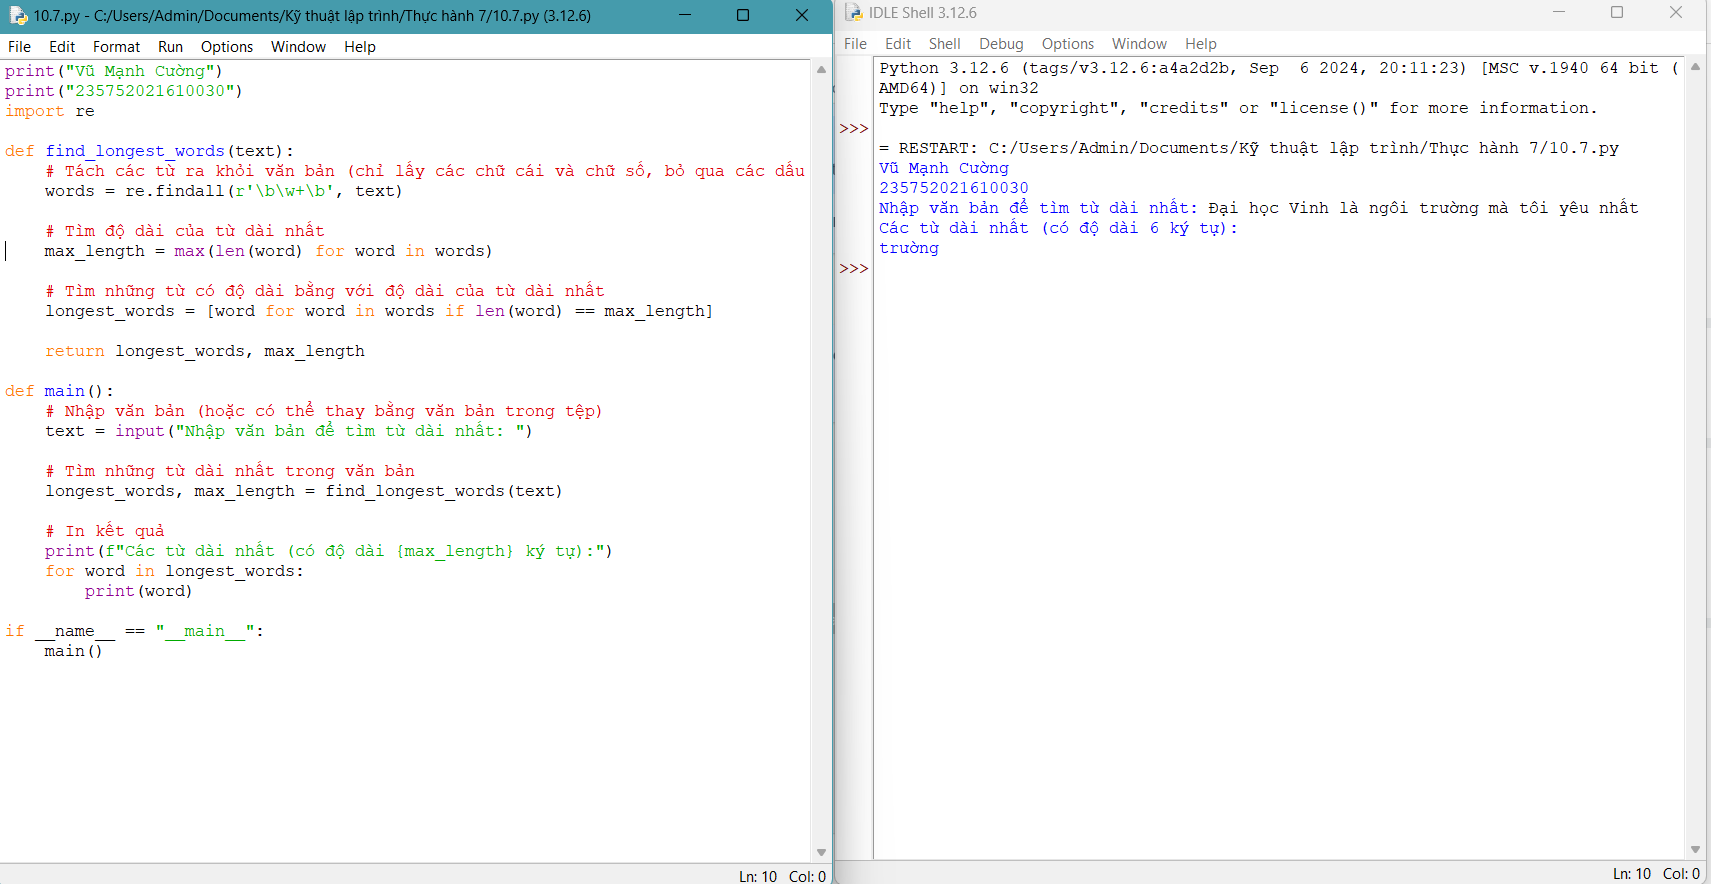 10.7.py - C:/Users/Admin/Documents/Kỹ thuật lập trình/Thực hành 7/10.7.py (3.12.6)
File Edit Format Run Options Window Help
print("Vũ Mạnh Cường")
print("235752021610030")
import re
def find_longest_words(text):
    # Tách các từ ra khỏi văn bản (chỉ lấy các chữ cái và chữ số, bỏ qua các dấu
    words = re.findall(r'\b\w+\b', text)
    # Tìm độ dài của từ dài nhất
    max_length = max(len(word) for word in words)
    # Tìm những từ có độ dài bằng với độ dài của từ dài nhất
    longest_words = [word for word in words if len(word) == max_length]
    return longest_words, max_length
def main():
    # Nhập văn bản (hoặc có thể thay bằng văn bản trong tệp)
    text = input("Nhập văn bản để tìm từ dài nhất: ")
    # Tìm những từ dài nhất trong văn bản
    longest_words, max_length = find_longest_words(text)
    # In kết quả
    print(f"Các từ dài nhất (có độ dài {max_length} ký tự):")
    for word in longest_words:
        print(word)
if __name__ == "__main__":
    main()
Ln: 10 Col: 0
IDLE Shell 3.12.6
File Edit Shell Debug Options Window Help
Python 3.12.6 (tags/v3.12.6:a4a2d2b, Sep  6 2024, 20:11:23) [MSC v.1940 64 bit (
AMD64)] on win32
Type "help", "copyright", "credits" or "license()" for more information.
>>>
= RESTART: C:/Users/Admin/Documents/Kỹ thuật lập trình/Thực hành 7/10.7.py
Vũ Mạnh Cường
235752021610030
Nhập văn bản để tìm từ dài nhất: Đại học Vinh là ngôi trường mà tôi yêu nhất
Các từ dài nhất (có độ dài 6 ký tự):
trường
>>>
Ln: 10 Col: 0